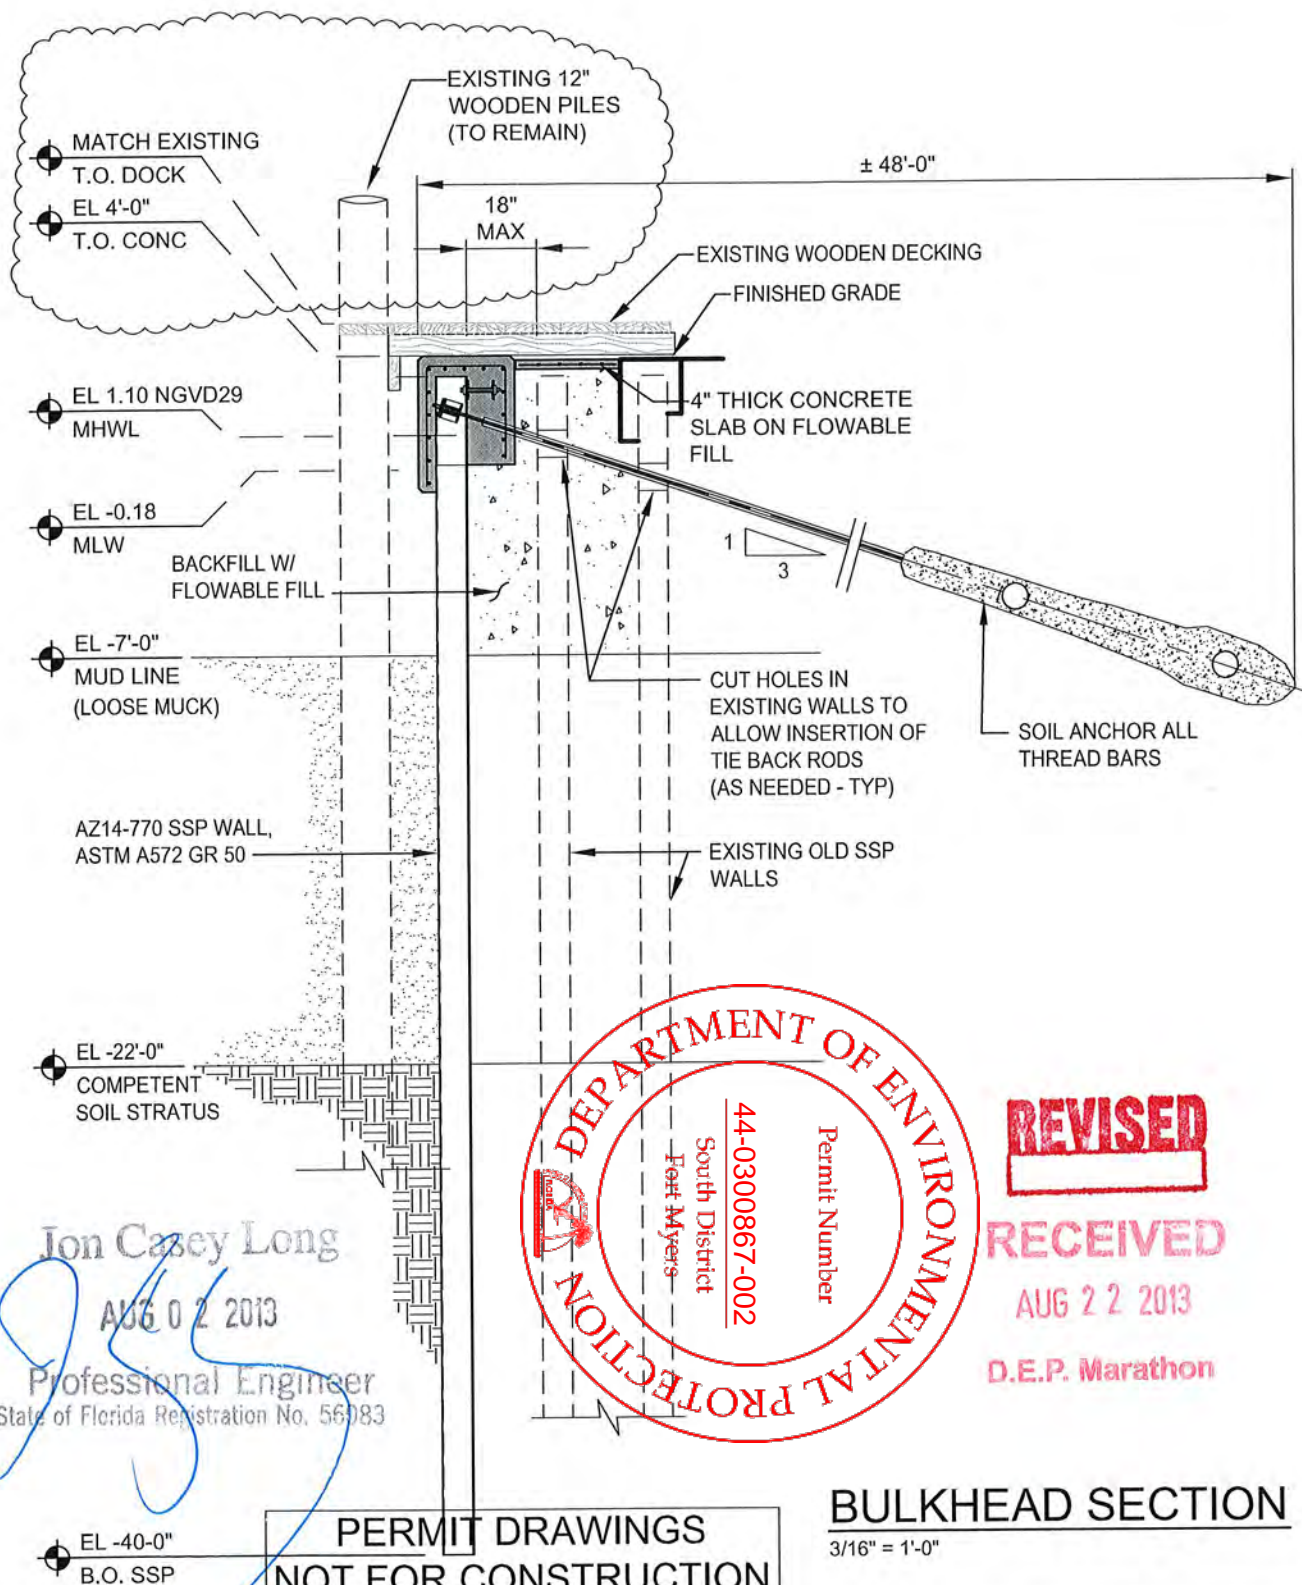 EXISTING 12"
WOODEN PILES
(TO REMAIN)
MATCH EXISTING
T.O. DOCK
EL 4'-0"
T.O. CONC
± 48'-0"
18"
MAX
EXISTING WOODEN DECKING
FINISHED GRADE
EL 1.10 NGVD29
MHWL
4" THICK CONCRETE
SLAB ON FLOWABLE
FILL
EL -0.18
MLW
1
3
BACKFILL W/
FLOWABLE FILL
EL -7'-0"
MUD LINE
(LOOSE MUCK)
CUT HOLES IN
EXISTING WALLS TO
ALLOW INSERTION OF
TIE BACK RODS
(AS NEEDED - TYP)
SOIL ANCHOR ALL
THREAD BARS
AZ14-770 SSP WALL,
ASTM A572 GR 50
EXISTING OLD SSP
WALLS
EL -22'-0"
COMPETENT
SOIL STRATUS
DEPARTMENT OF ENVIRONMENTAL PROTECTION
FLORIDA
Permit Number
44-0300867-002
South District
Fort Myers
REVISED
RECEIVED
AUG 22 2013
D.E.P. Marathon
Jon Casey Long
AUG 02 2013
Professional Engineer
State of Florida Registration No. 56983
EL -40-0"
B.O. SSP
PERMIT DRAWINGS
NOT FOR CONSTRUCTION
BULKHEAD SECTION
3/16" = 1'-0"